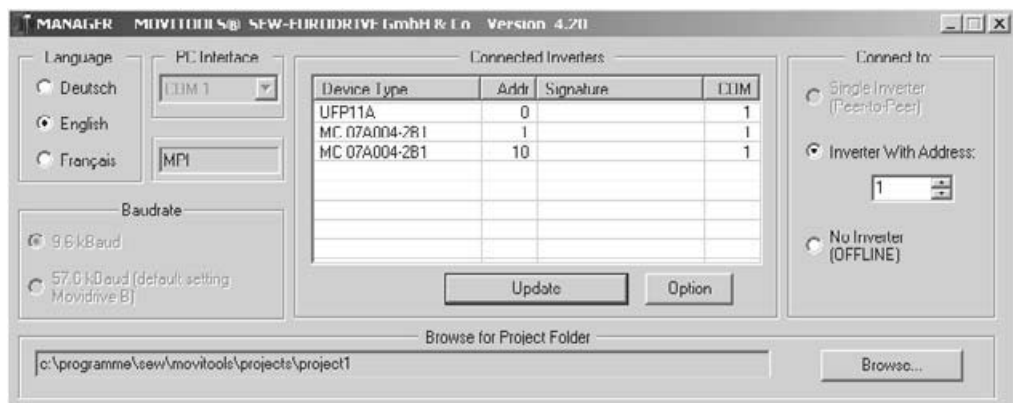 MANAGER MOVITOOLS® SEW-EURODRIVE GmbH & Co Version 4.20
Language
Deutsch
English
Français
PC Interface
COM 1
MPI
Baudrate
9.6 kBaud
57.6 kBaud (default setting
Movidrive B)
Connected Inverters
Device Type Addr Signature COM
UFP11A 0 1
MC 07A004-2B1 1 1
MC 07A004-2B1 10 1
Update Option
Connect to:
Single Inverter
(Peer-to-Peer)
Inverter With Address:
1
No Inverter
(OFFLINE)
Browse for Project Folder
c:\programme\sew\movitools\projects\project1
Browse...